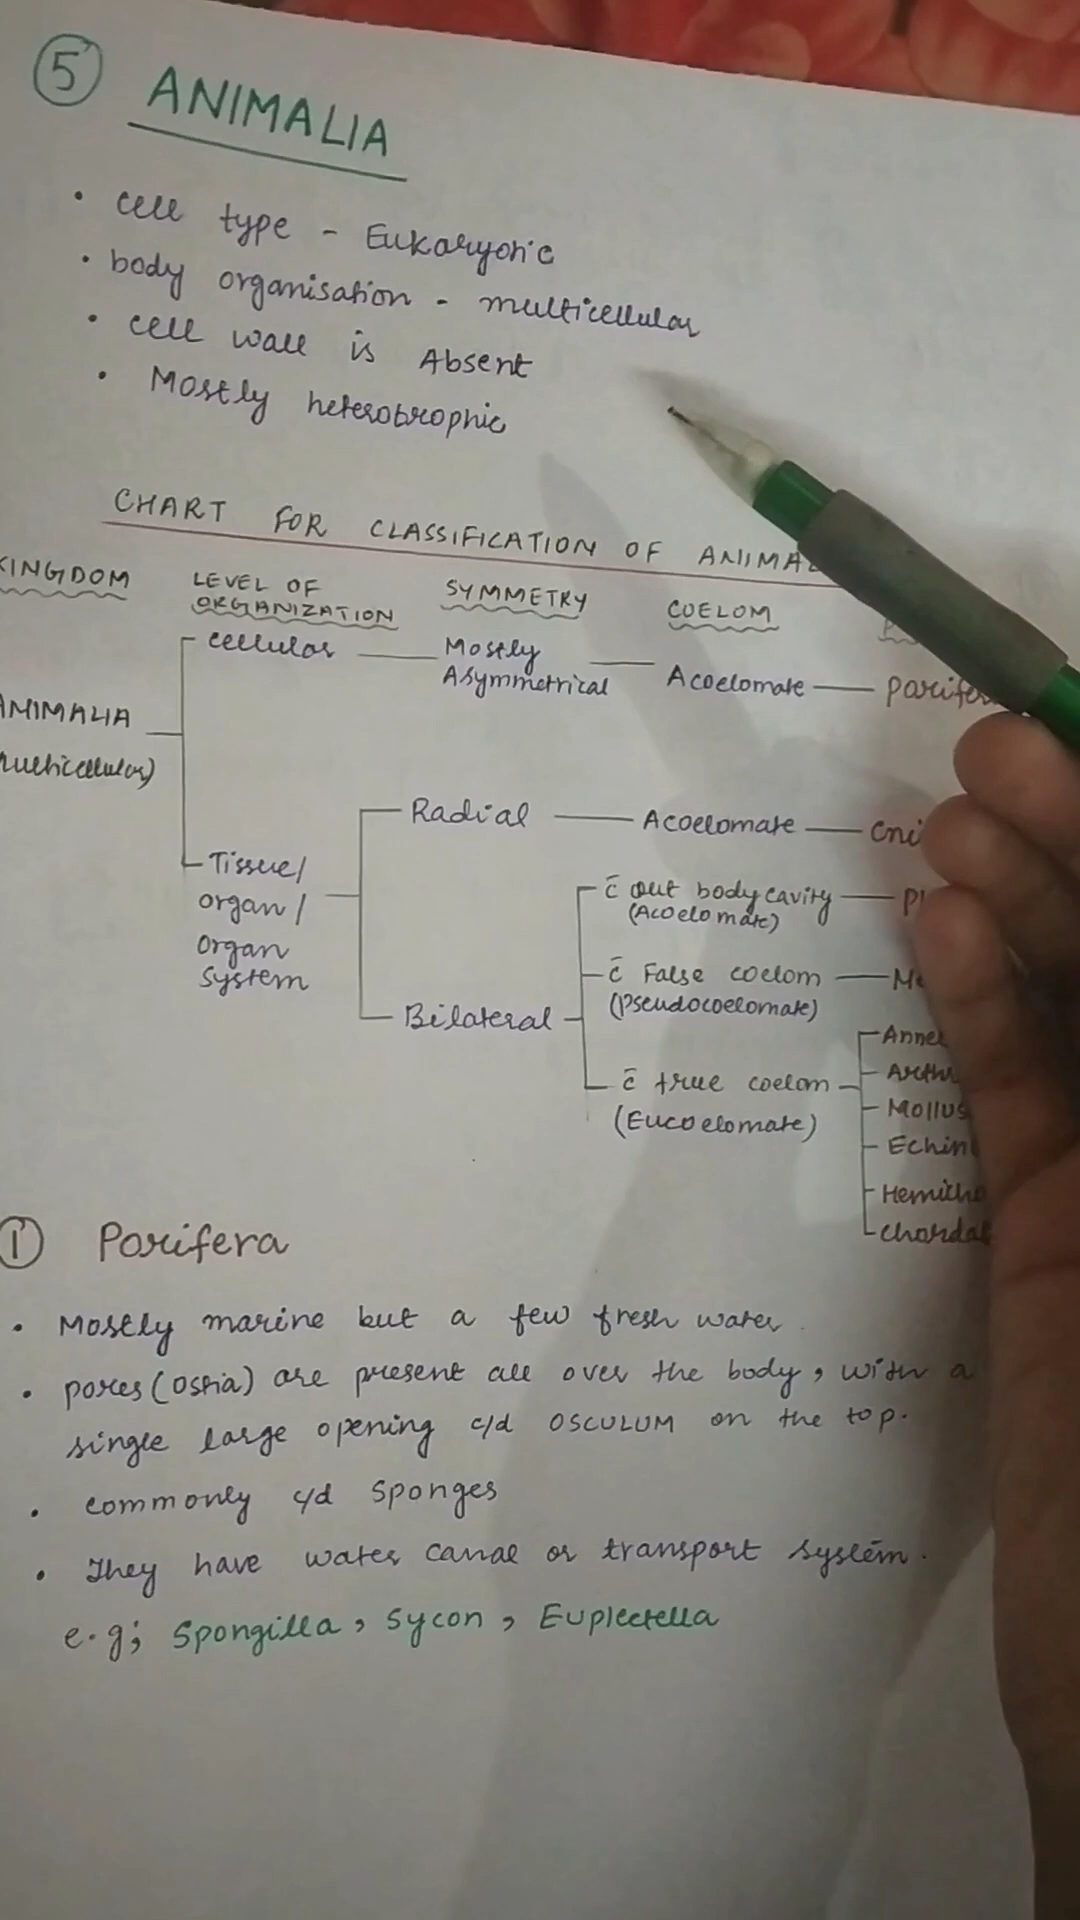 5 ANIMALIA
• cell type - Eukaryotic
• body organisation - multicellular
• cell wall is Absent
• Mostly heterotrophic
CHART FOR CLASSIFICATION OF
KINGDOM LEVEL OF ORGANIZATION SYMMETRY COELOM
cellular Mostly Asymmetrical Acoelomate
ANIMALIA
Radial Acoelomate
Tissue/
organ/
organ
system
c̄ out body cavity
(Acoelomate)
c̄ False coelom
(Pseudocoelomate)
Bilateral
c̄ true coelom
(Eucoelomate)
1 Porifera
• Mostly marine but a few fresh water
• pores (ostia) are present all over the body, with a
single large opening c/d OSCULUM on the top.
• commonly c/d sponges
• They have water canal or transport system.
e.g; Spongilla, Sycon, Euplectella